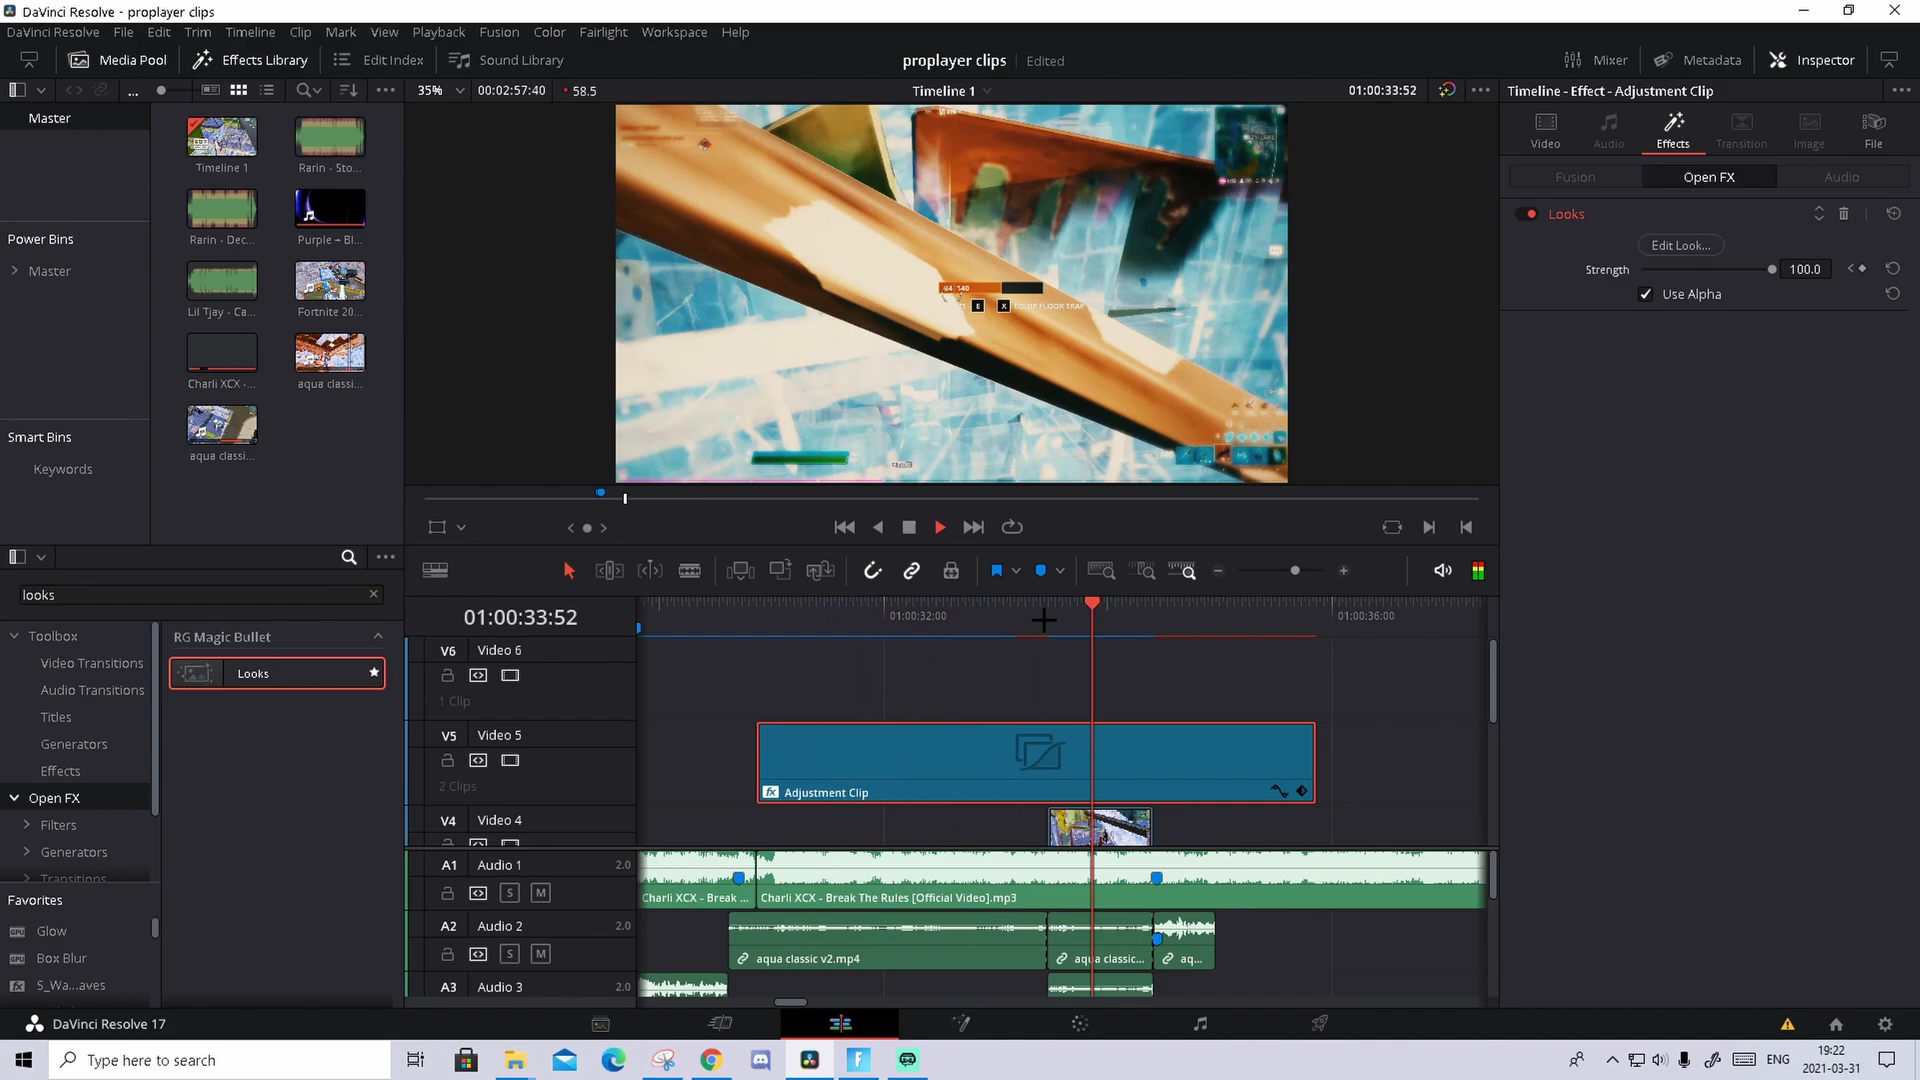 DaVinci Resolve - proplayer clips
DaVinci Resolve File Edit Trim Timeline Clip Mark View Playback Fusion Color Fairlight Workspace Help
Media Pool Effects Library Edit Index Sound Library proplayer clips Edited Mixer Metadata Inspector
35% 00:02:57:40 58.5 Timeline 1 01:00:33:52 Timeline - Effect - Adjustment Clip
Video Audio Effects Transition Image File
Fusion Open FX Audio
Looks
Edit Look...
Strength 100.0
Use Alpha
Master
Power Bins
Master
Smart Bins
Keywords
Timeline 1 Rarin - Sto...
Rarin - Dec... Purple + Bl...
Lil Tjay - Ca... Fortnite 20...
Charli XCX -... aqua classi...
aqua classi...
E X EQUIP FLOOR TRAP
looks
Toolbox
Video Transitions
Audio Transitions
Titles
Generators
Effects
Open FX
Filters
Generators
Transitions
Favorites
Glow
Box Blur
S_Wa...aves
RG Magic Bullet
Looks
01:00:33:52 01:00:32:00 01:00:36:00
V6 Video 6
1 Clip
V5 Video 5
2 Clips
Adjustment Clip
V4 Video 4
A1 Audio 1 2.0
S M
Charli XCX - Break ... Charli XCX - Break The Rules [Official Video].mp3
A2 Audio 2 2.0
S M
aqua classic v2.mp4 aqua classic... aq...
A3 Audio 3 2.0
DaVinci Resolve 17
Type here to search
ENG
19:22
2021-03-31